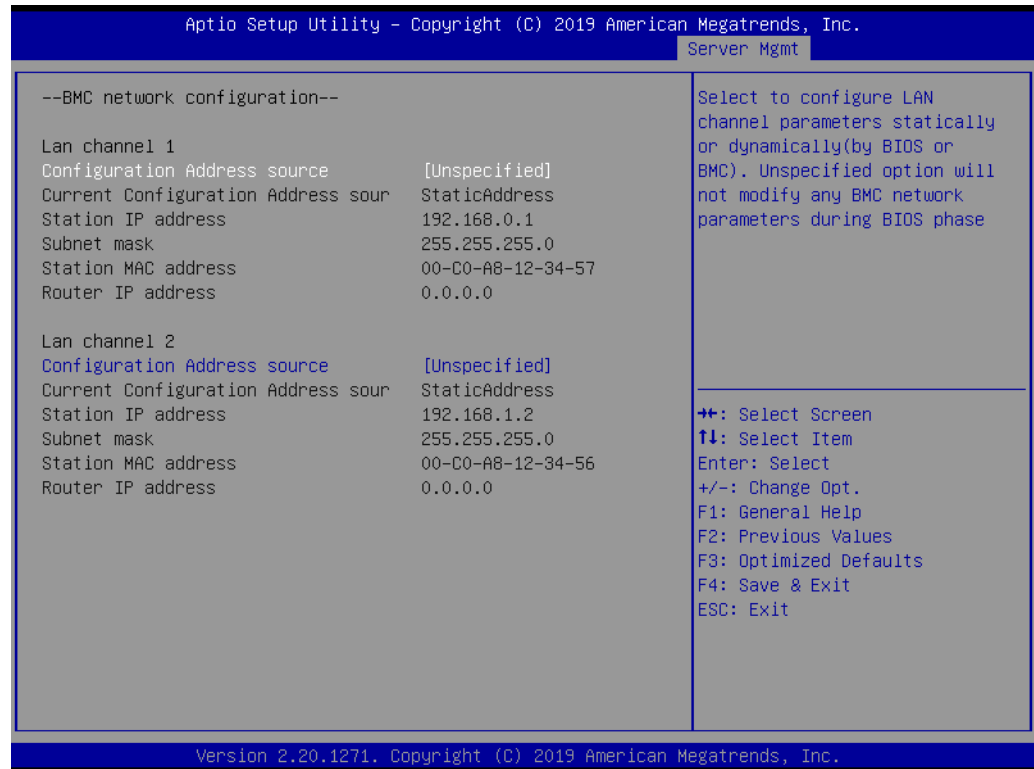 Aptio Setup Utility – Copyright (C) 2019 American Megatrends, Inc.
Server Mgmt
--BMC network configuration--
Lan channel 1
Configuration Address source [Unspecified]
Current Configuration Address sour StaticAddress
Station IP address 192.168.0.1
Subnet mask 255.255.255.0
Station MAC address 00-C0-A8-12-34-57
Router IP address 0.0.0.0
Lan channel 2
Configuration Address source [Unspecified]
Current Configuration Address sour StaticAddress
Station IP address 192.168.1.2
Subnet mask 255.255.255.0
Station MAC address 00-C0-A8-12-34-56
Router IP address 0.0.0.0
Select to configure LAN
channel parameters statically
or dynamically(by BIOS or
BMC). Unspecified option will
not modify any BMC network
parameters during BIOS phase
→←: Select Screen
↑↓: Select Item
Enter: Select
+/-: Change Opt.
F1: General Help
F2: Previous Values
F3: Optimized Defaults
F4: Save & Exit
ESC: Exit
Version 2.20.1271. Copyright (C) 2019 American Megatrends, Inc.